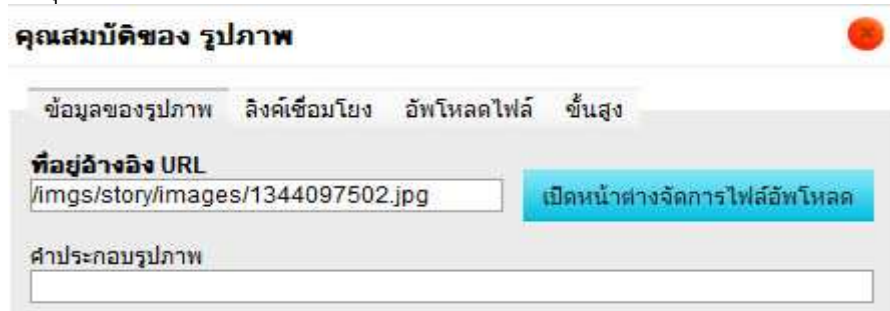 คุณสมบัติของ รูปภาพ
ข้อมูลของรูปภาพ ลิงค์เชื่อมโยง อัพโหลดไฟล์ ขั้นสูง
ที่อยู่อ้างอิง URL
/imgs/story/images/1344097502.jpg เปิดหน้าต่างจัดการไฟล์อัพโหลด
คำประกอบรูปภาพ